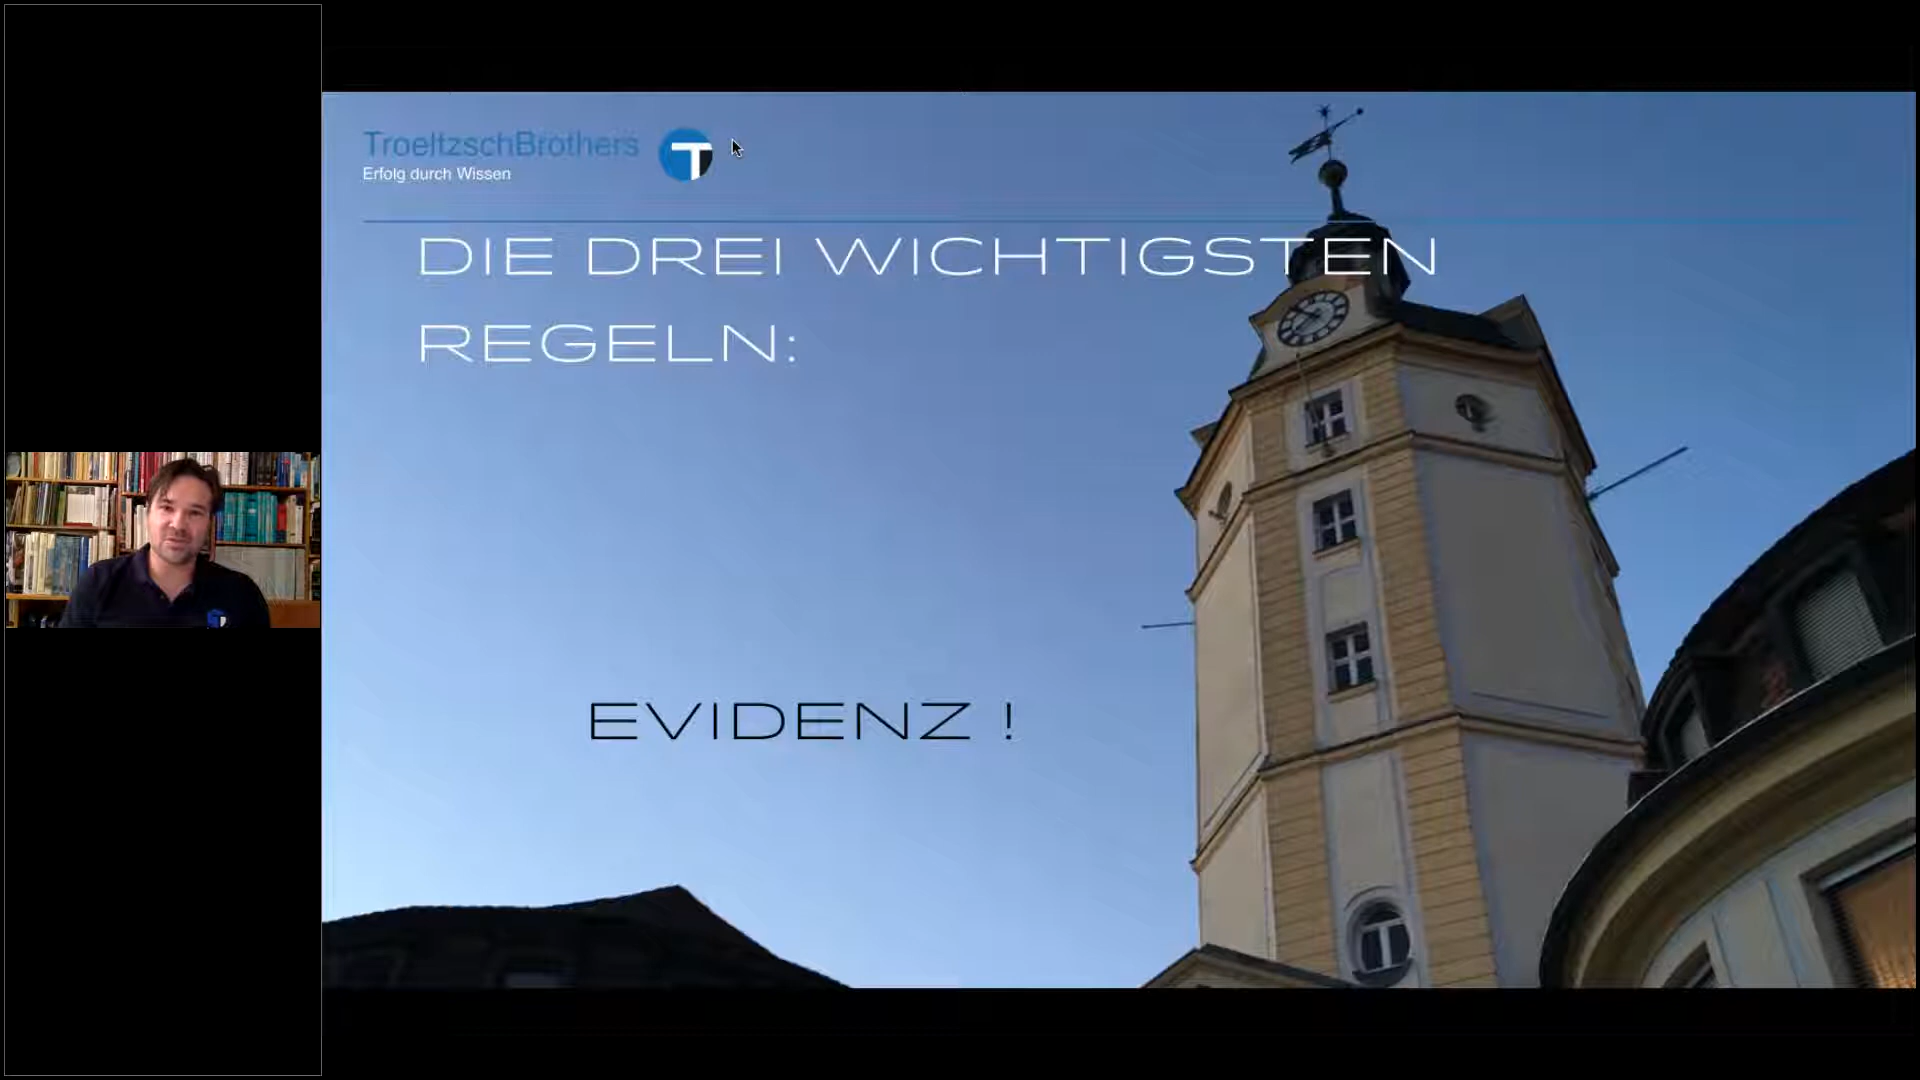 TroeltzschBrothers
Erfolg durch Wissen
T
DIE DREI WICHTIGSTEN
REGELN:
EVIDENZ !